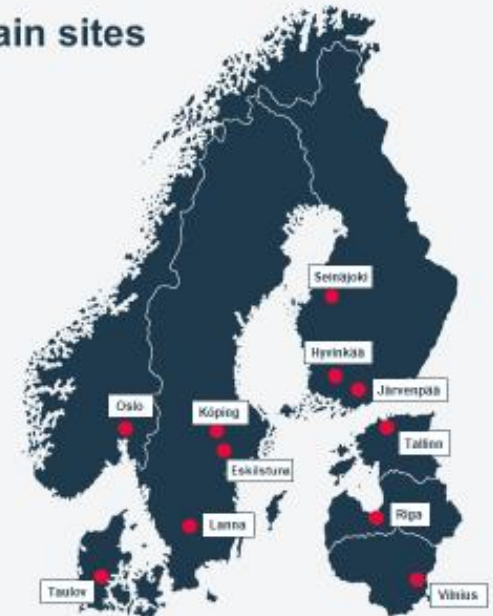 ain sites
Seinäjoki
Hyvinkää
Järvenpää
Oslo
Köping
Tallinn
Eskilstuna
Lanna
Riga
Taulov
Vilnius